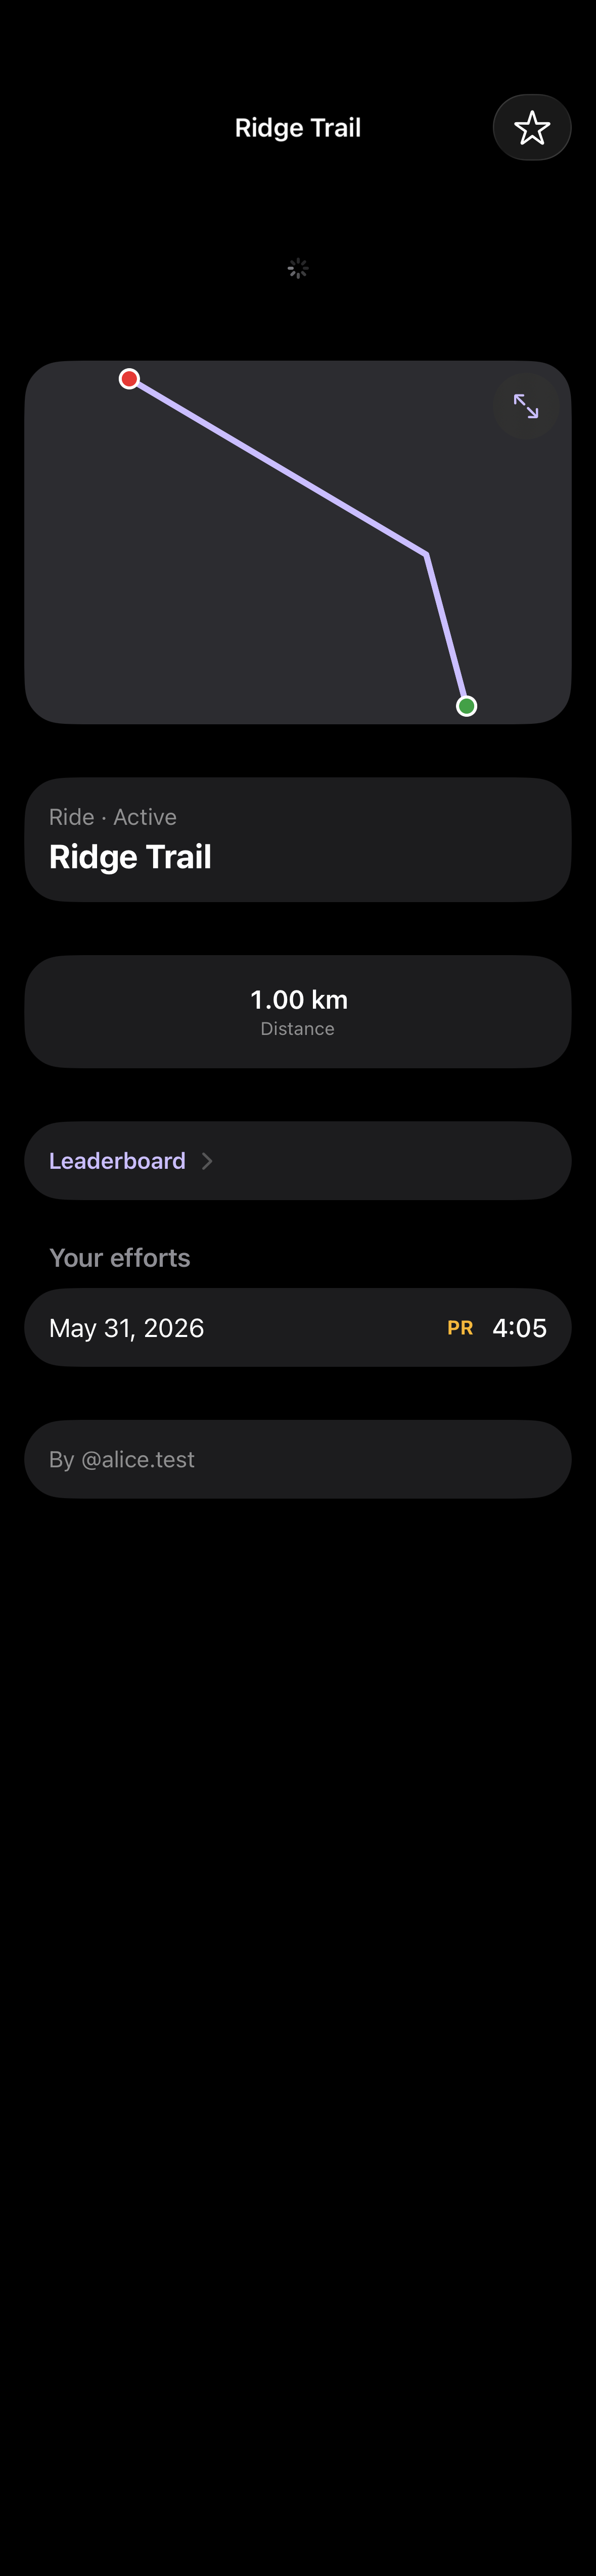 Ridge Trail
Ride · Active
Ridge Trail
1.00 km
Distance
Leaderboard
Your efforts
May 31, 2026 PR 4:05
By @alice.test